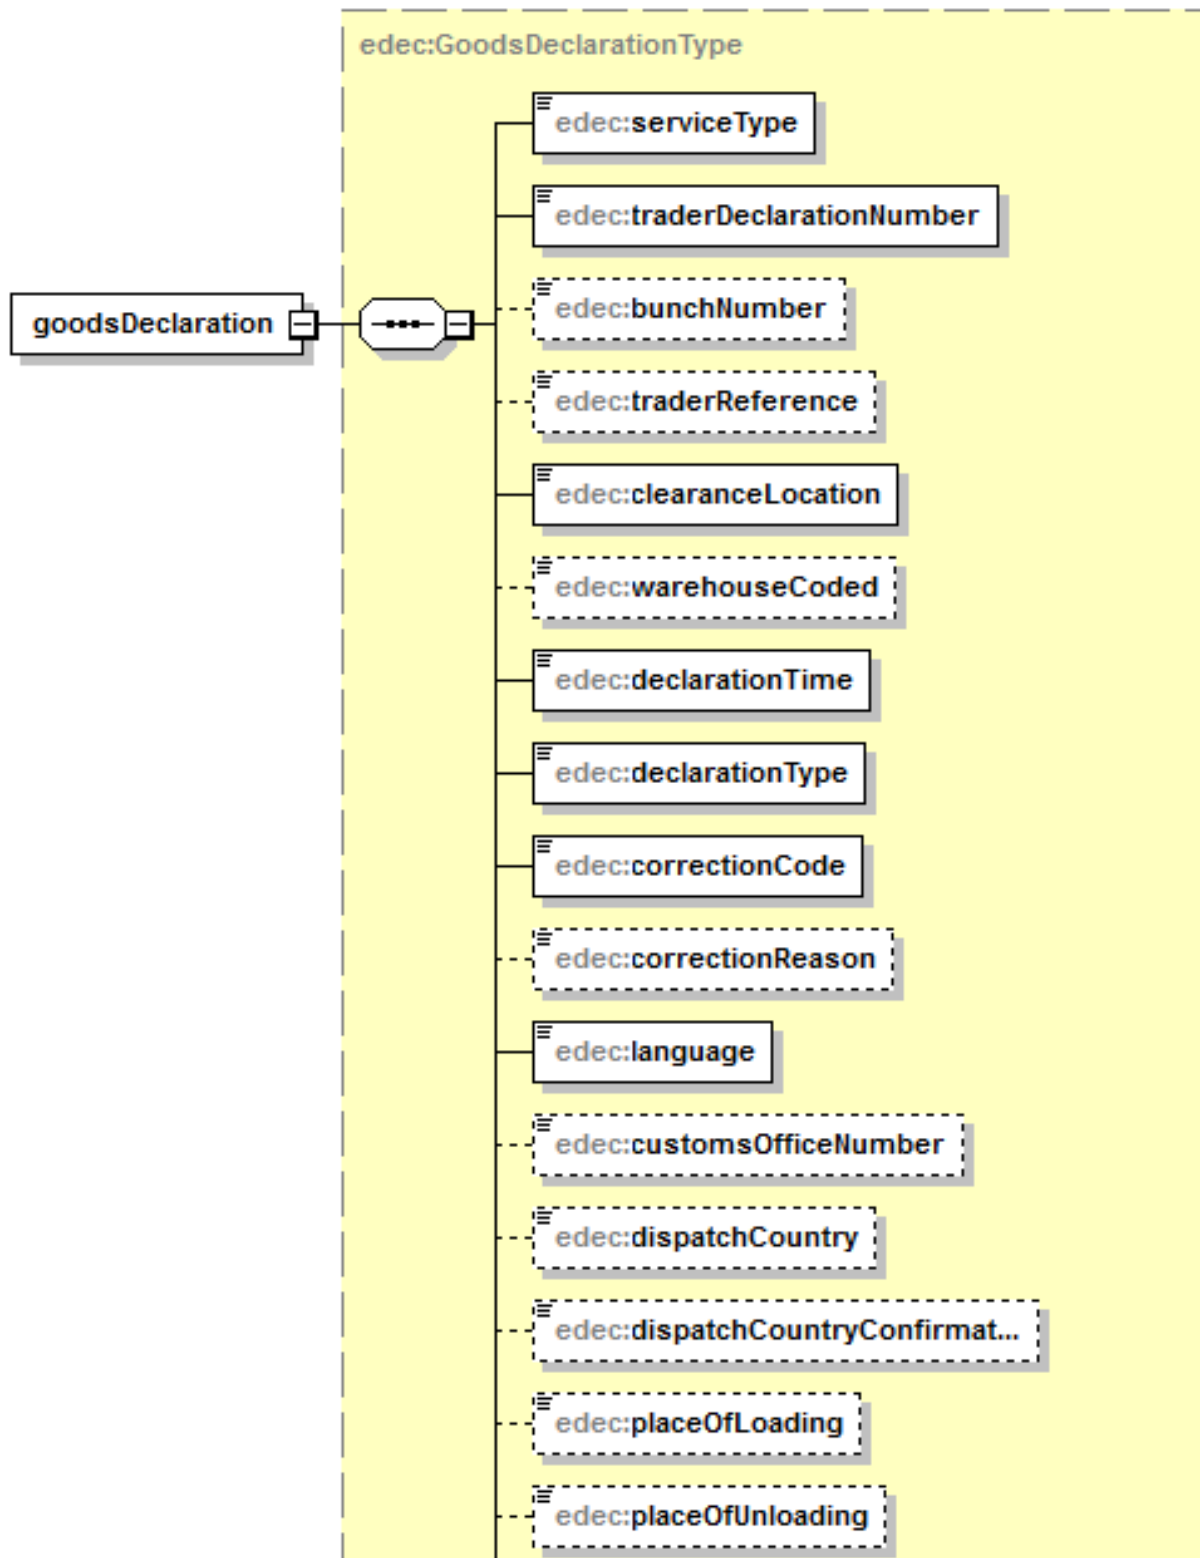 edec:GoodsDeclarationType
edec:serviceType
edec:traderDeclarationNumber
edec:bunchNumber
goodsDeclaration
edec:traderReference
edec:clearanceLocation
edec:warehouseCoded
edec:declarationTime
edec:declarationType
edec:correctionCode
edec:correctionReason
edec:language
edec:customsOfficeNumber
edec:dispatchCountry
edec:dispatchCountryConfirmat...
edec:placeOfLoading
edec:placeOfUnloading